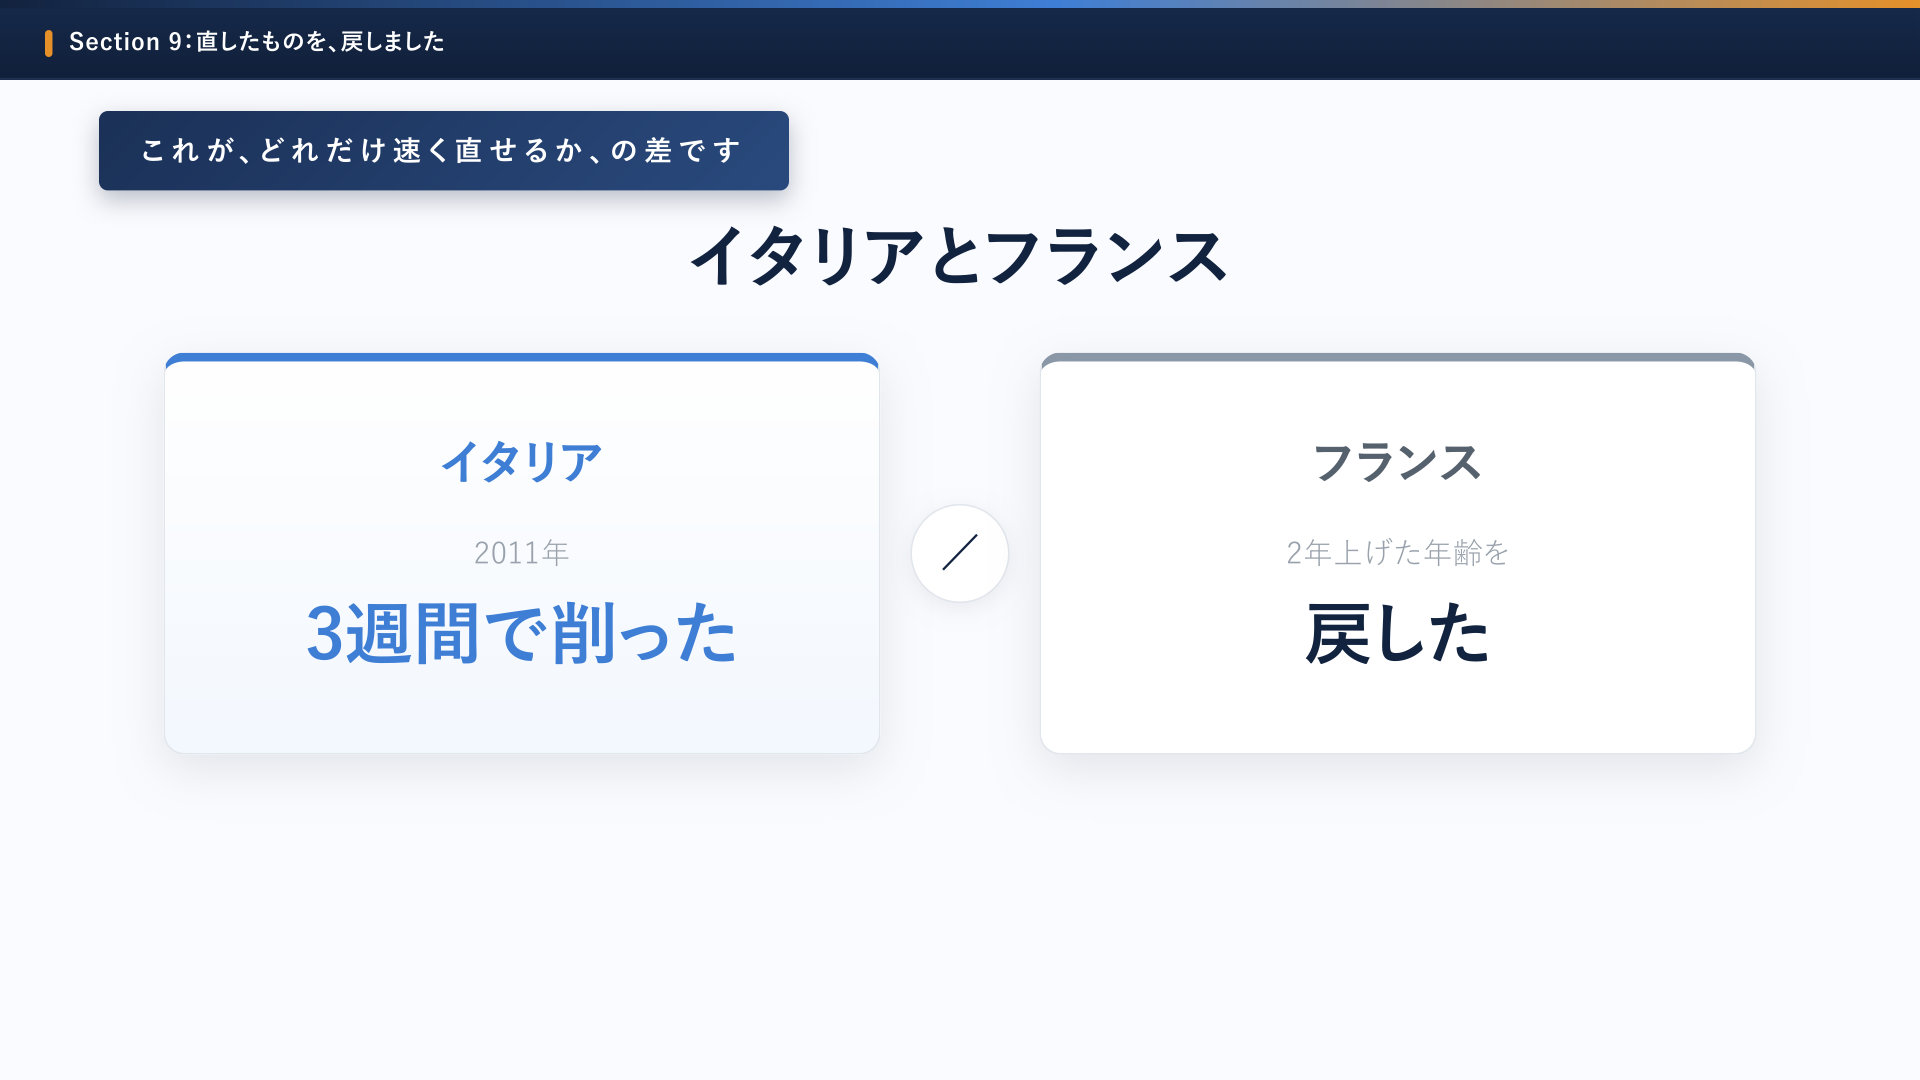 Section 9：直したものを、戻しました
これが、どれだけ速く直せるか、の差です
イタリアとフランス
イタリア
2011年
3週間で削った
／
フランス
2年上げた年齢を
戻した